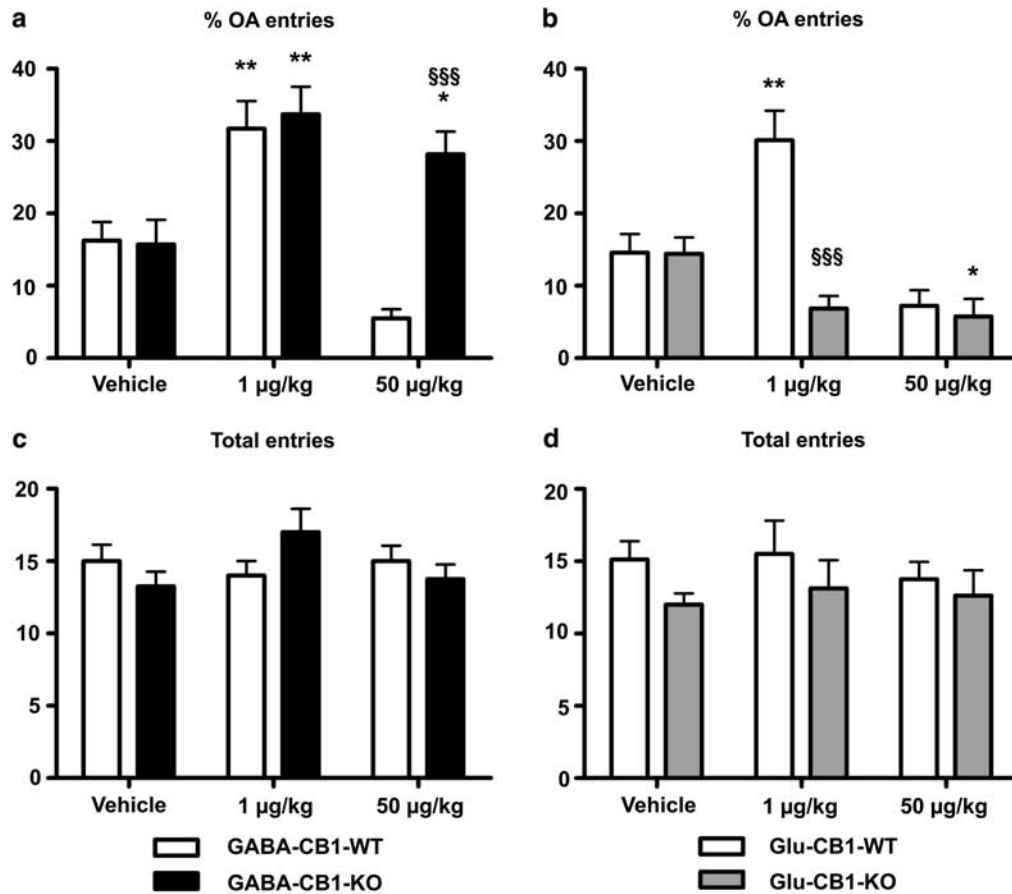 a
% OA entries
40
30
20
10
0
** ** §§§
*
Vehicle 1 µg/kg 50 µg/kg
b
% OA entries
40
30
20
10
0
** §§§ *
Vehicle 1 µg/kg 50 µg/kg
c
Total entries
20
15
10
5
0
Vehicle 1 µg/kg 50 µg/kg
GABA-CB1-WT
GABA-CB1-KO
d
Total entries
20
15
10
5
0
Vehicle 1 µg/kg 50 µg/kg
Glu-CB1-WT
Glu-CB1-KO